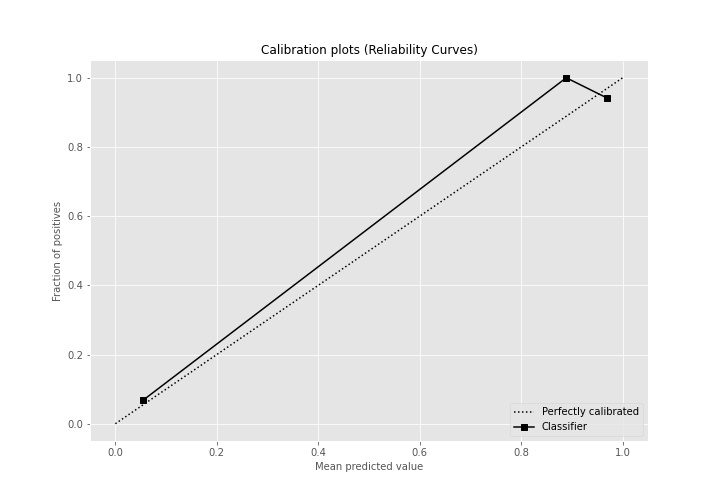 Calibration plots (Reliability Curves)
Fraction of positives
1.0
0.8
0.6
0.4
0.2
0.0
0.0 0.2 0.4 0.6 0.8 1.0
Mean predicted value
Perfectly calibrated
Classifier